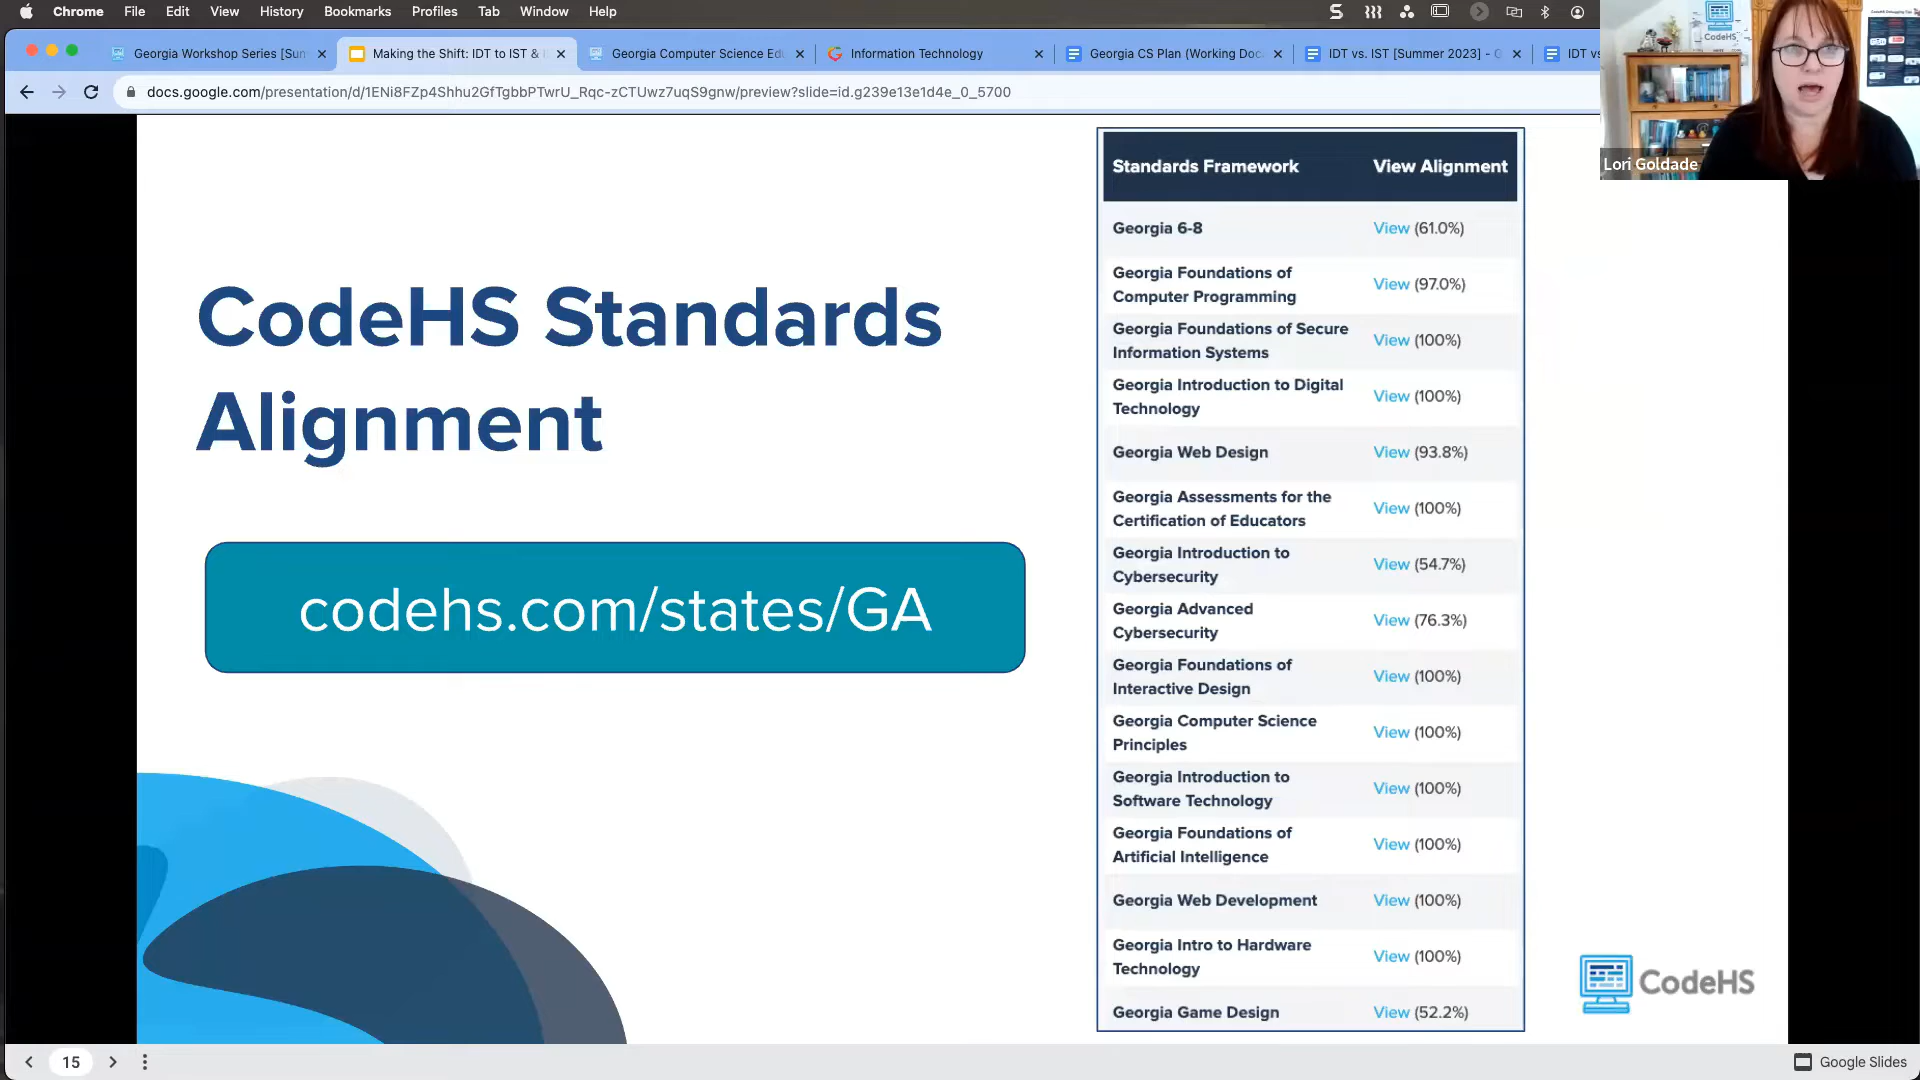 Chrome File Edit View History Bookmarks Profiles Tab Window Help
Georgia Workshop Series [Sun
Making the Shift: IDT to IST &
Georgia Computer Science Ed
Information Technology
Georgia CS Plan (Working Doc
IDT vs. IST [Summer 2023] - G
IDT vs
docs.google.com/presentation/d/1ENi8FZp4Shhu2GfTgbbPTwrU_Rqc-zCTUwz7uqS9gnw/preview?slide=id.g239e13e1d4e_0_5700
CodeHS
Lori Goldade
CodeHS Standards
Alignment
codehs.com/states/GA
Standards Framework View Alignment
Georgia 6-8 View (61.0%)
Georgia Foundations of
Computer Programming View (97.0%)
Georgia Foundations of Secure
Information Systems View (100%)
Georgia Introduction to Digital
Technology View (100%)
Georgia Web Design View (93.8%)
Georgia Assessments for the
Certification of Educators View (100%)
Georgia Introduction to
Cybersecurity View (54.7%)
Georgia Advanced
Cybersecurity View (76.3%)
Georgia Foundations of
Interactive Design View (100%)
Georgia Computer Science
Principles View (100%)
Georgia Introduction to
Software Technology View (100%)
Georgia Foundations of
Artificial Intelligence View (100%)
Georgia Web Development View (100%)
Georgia Intro to Hardware
Technology View (100%)
Georgia Game Design View (52.2%)
CodeHS
15
Google Slides